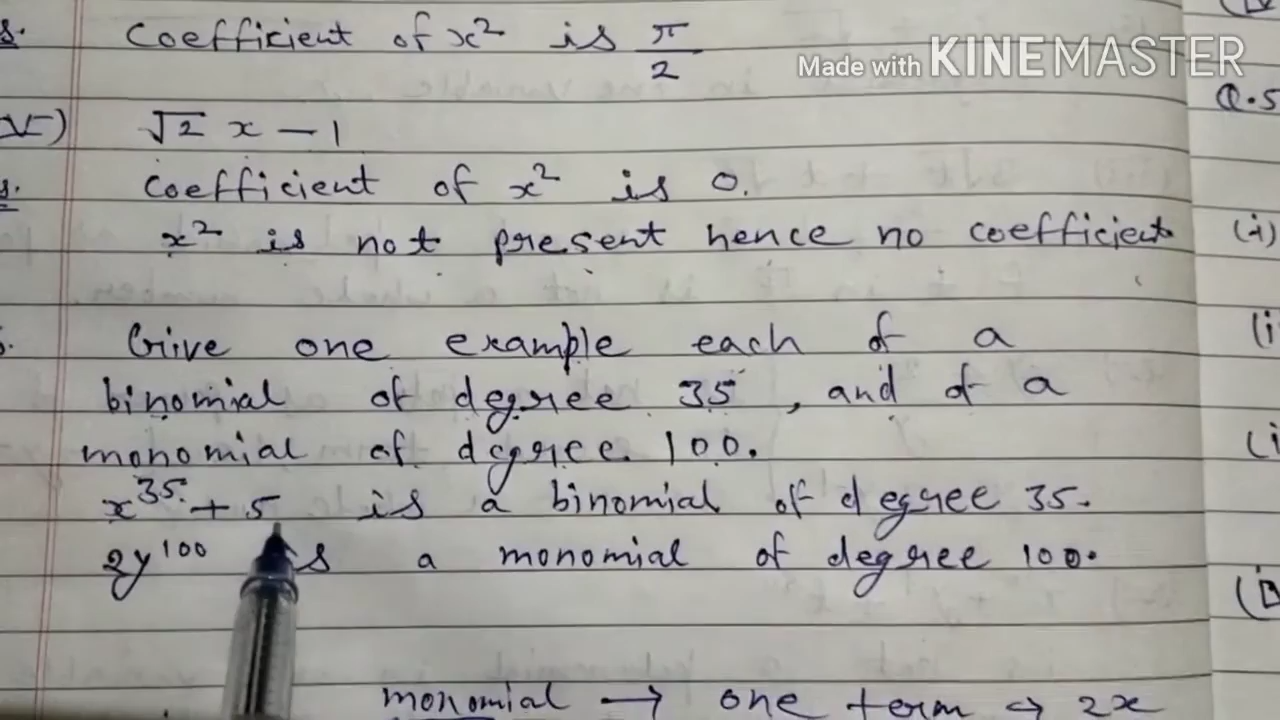 s. Coefficient of x² is π/2
Made with KINEMASTER
Q.5
√2 x – 1
s. Coefficient of x² is 0.
x² is not present hence no coefficient (i)
Give one example each of a (i
binomial of degree 35, and of a
monomial of degree 100. (i
x³⁵ + 5 is a binomial of degree 35.
2y¹⁰⁰ is a monomial of degree 100.
monomial → one term → 2x